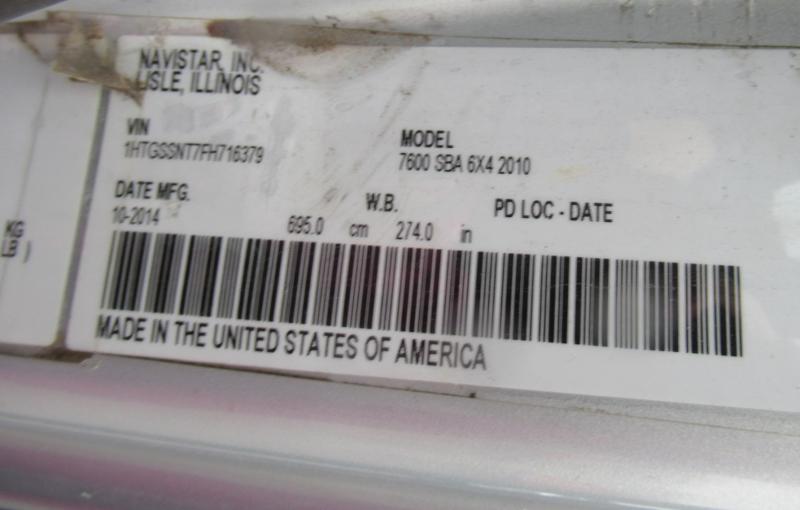 NAVISTAR, INC.
LISLE, ILLINOIS
VIN
1HTGSSNT7FH716379
MODEL
7600 SBA 6X4 2010
DATE MFG.
10-2014
W.B.
695.0 cm 274.0 in
PD LOC - DATE
KG
LB )
MADE IN THE UNITED STATES OF AMERICA